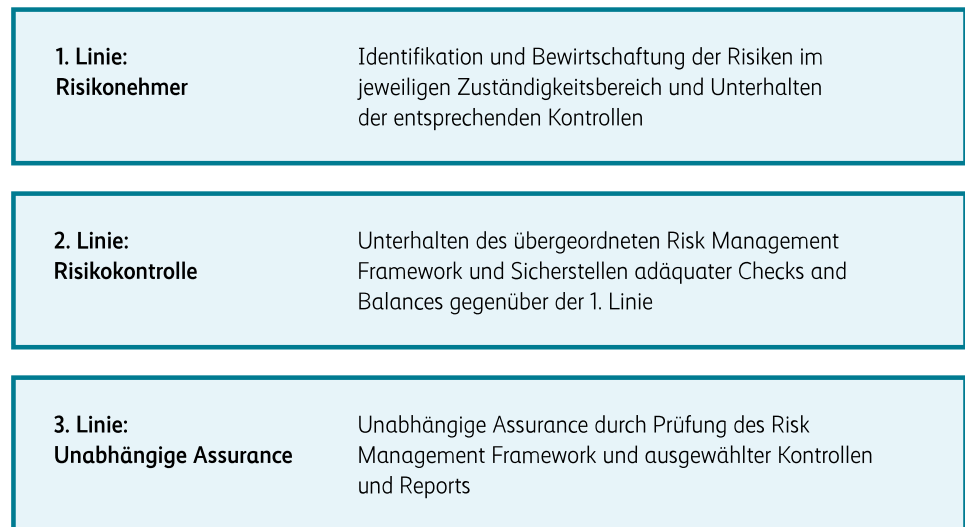 1. Linie:
Risikonehmer
Identifikation und Bewirtschaftung der Risiken im
jeweiligen Zuständigkeitsbereich und Unterhalten
der entsprechenden Kontrollen
2. Linie:
Risikokontrolle
Unterhalten des übergeordneten Risk Management
Framework und Sicherstellen adäquater Checks and
Balances gegenüber der 1. Linie
3. Linie:
Unabhängige Assurance
Unabhängige Assurance durch Prüfung des Risk
Management Framework und ausgewählter Kontrollen
und Reports